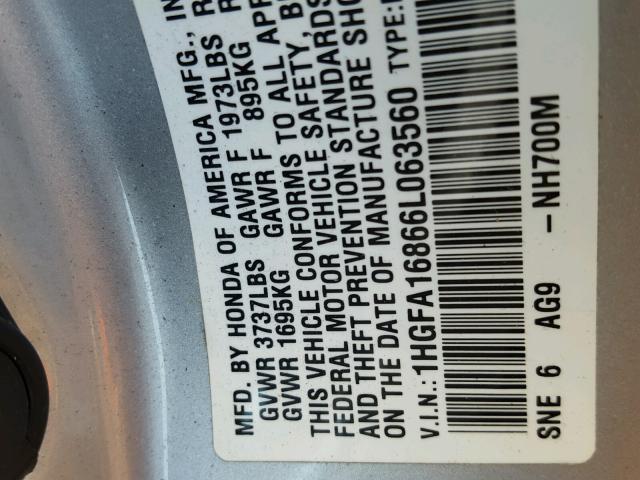 MFD. BY HONDA OF AMERICA MFG., IN
GVWR 3737LBS GAWR F 1973LBS R
GVWR 1695KG GAWR F 895KG R
THIS VEHICLE CONFORMS TO ALL APP
FEDERAL MOTOR VEHICLE SAFETY, B
AND THEFT PREVENTION STANDARDS
ON THE DATE OF MANUFACTURE SHO
V.I.N.:1HGFA16866L063560 TYPE:
SNE 6 AG9 -NH700M